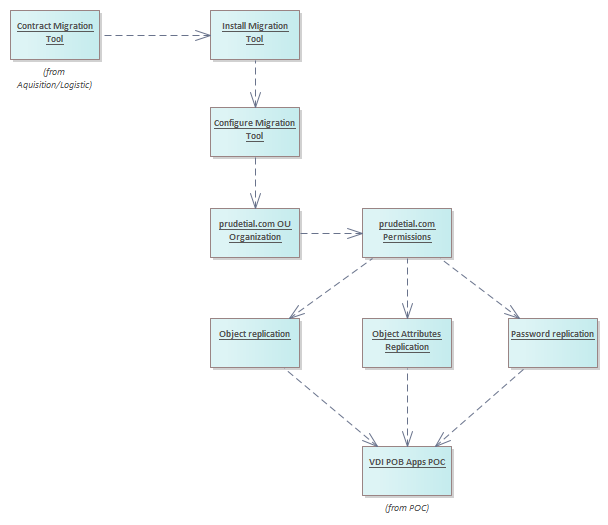 Contract Migration
Tool
Install Migration
Tool
(from
Aquisition/Logistic)
Configure Migration
Tool
prudetial.com OU
Organization
prudetial.com
Permissions
Object replication
Object Attributes
Replication
Password replication
VDI POB Apps POC
(from POC)